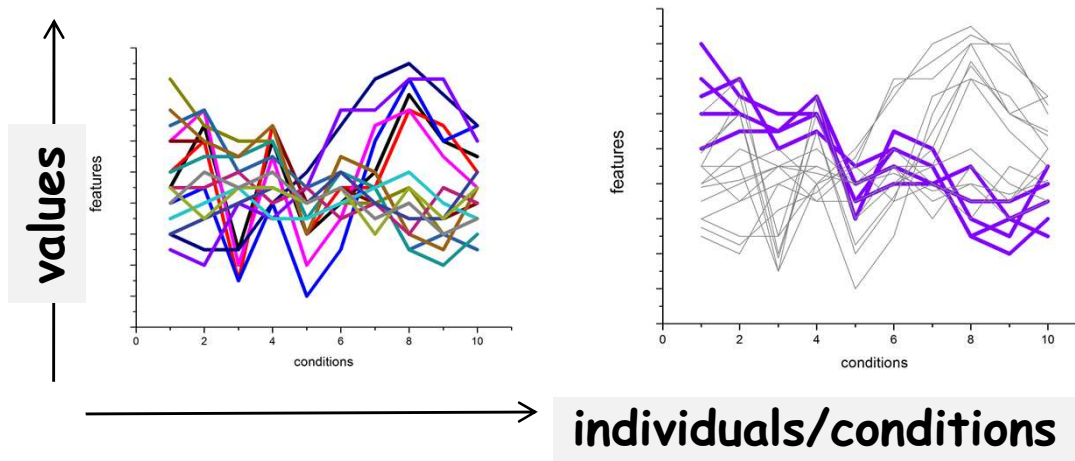 values
features
0 2 4 6 8 10
conditions
features
0 2 4 6 8 10
conditions
individuals/conditions